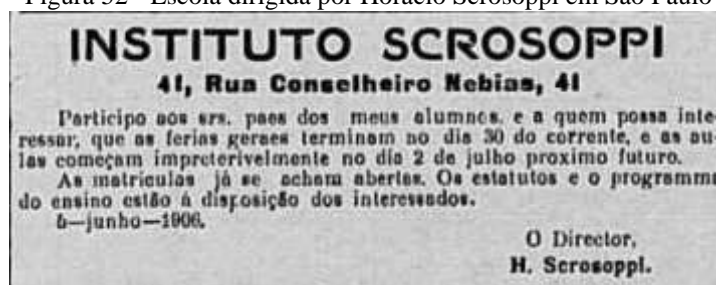 Figura 32 - Escola dirigida por Horácio Scrosoppi em São Paulo
INSTITUTO SCROSOPPI
41, Rua Conselheiro Nebias, 41
Participo aos srs. paes dos meus alumnos, e a quem possa inte-
ressar, que as ferias geraes terminam no dia 30 do corrente, e as au-
las começam impreterivelmente no dia 2 de julho proximo futuro.
As matriculas já se acham abertas. Os estatutos e o programma
do ensino estão á disposição dos interessados.
5—junho—1906.
O Director,
H. Scrosoppi.